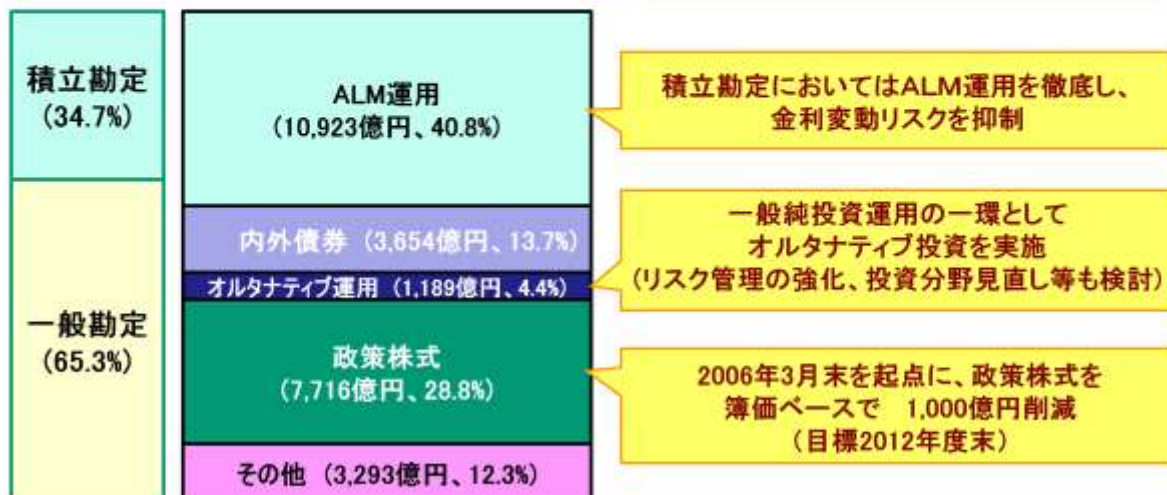 積立勘定
(34.7%)
一般勘定
(65.3%)
ALM運用
(10,923億円、40.8%)
内外債券 (3,654億円、13.7%)
オルタナティブ運用 (1,189億円、4.4%)
政策株式
(7,716億円、28.8%)
その他 (3,293億円、12.3%)
積立勘定においてはALM運用を徹底し、
金利変動リスクを抑制
一般純投資運用の一環として
オルタナティブ投資を実施
(リスク管理の強化、投資分野見直し等も検討)
2006年3月末を起点に、政策株式を
簿価ベースで 1,000億円削減
(目標2012年度末)